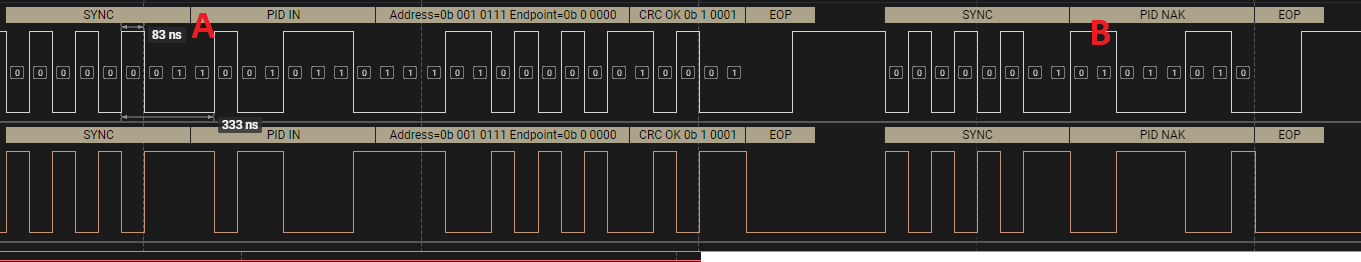 SYNC PID IN Address=0b 001 0111 Endpoint=0b 0 0000 CRC OK 0b 1 0001 EOP SYNC PID NAK EOP
A B
83 ns
0 0 0 0 0 0 0 1 1 0 0 1 0 1 1 0 1 1 1 0 1 0 0 0 0 0 0 0 1 0 0 0 1 0 0 0 0 0 0 0 1 0 1 0 1 1 0 1 0
333 ns
SYNC PID IN Address=0b 001 0111 Endpoint=0b 0 0000 CRC OK 0b 1 0001 EOP SYNC PID NAK EOP